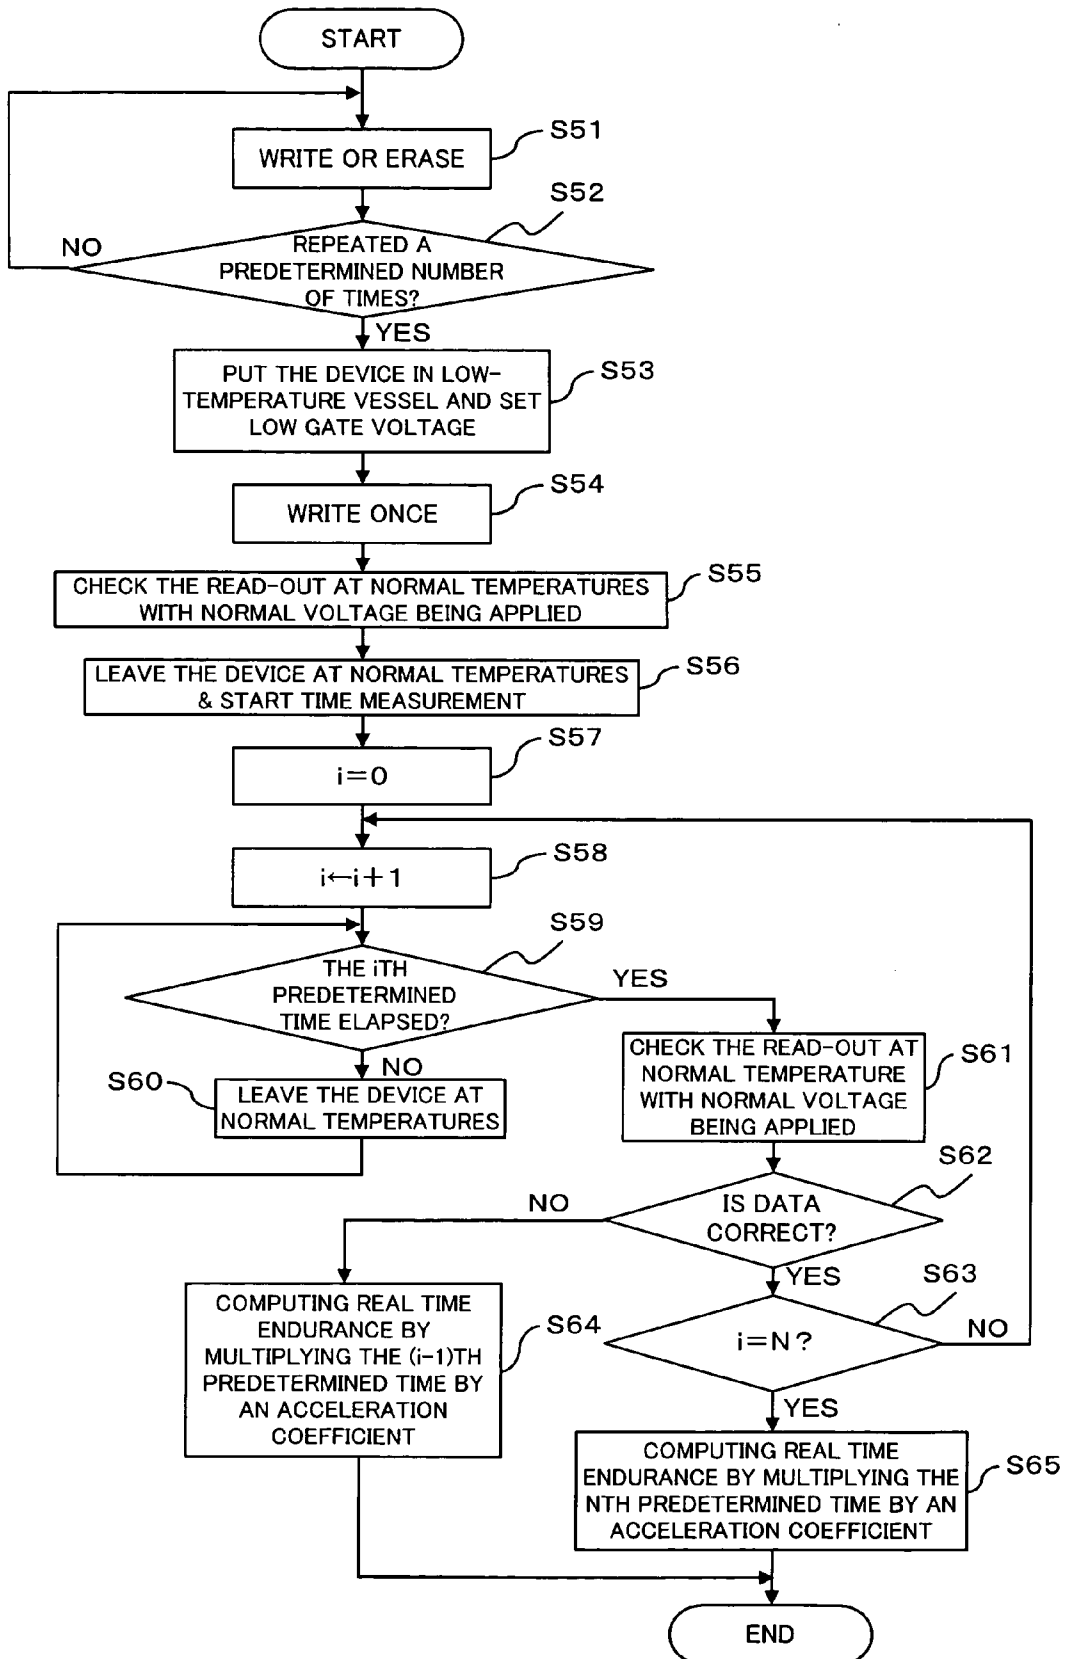 START
WRITE OR ERASE
S51
S52
REPEATED A
PREDETERMINED NUMBER
OF TIMES?
NO
YES
PUT THE DEVICE IN LOW-
TEMPERATURE VESSEL AND SET
LOW GATE VOLTAGE
S53
WRITE ONCE
S54
CHECK THE READ-OUT AT NORMAL TEMPERATURES
WITH NORMAL VOLTAGE BEING APPLIED
S55
LEAVE THE DEVICE AT NORMAL TEMPERATURES
& START TIME MEASUREMENT
S56
i=0
S57
i←i+1
S58
S59
THE iTH
PREDETERMINED
TIME ELAPSED?
YES
NO
S60
LEAVE THE DEVICE AT
NORMAL TEMPERATURES
CHECK THE READ-OUT AT
NORMAL TEMPERATURE
WITH NORMAL VOLTAGE
BEING APPLIED
S61
S62
IS DATA
CORRECT?
NO
YES
S63
i=N?
NO
YES
COMPUTING REAL TIME
ENDURANCE BY
MULTIPLYING THE (i-1)TH
PREDETERMINED TIME BY
AN ACCELERATION
COEFFICIENT
S64
COMPUTING REAL TIME
ENDURANCE BY MULTIPLYING THE
NTH PREDETERMINED TIME BY AN
ACCELERATION COEFFICIENT
S65
END